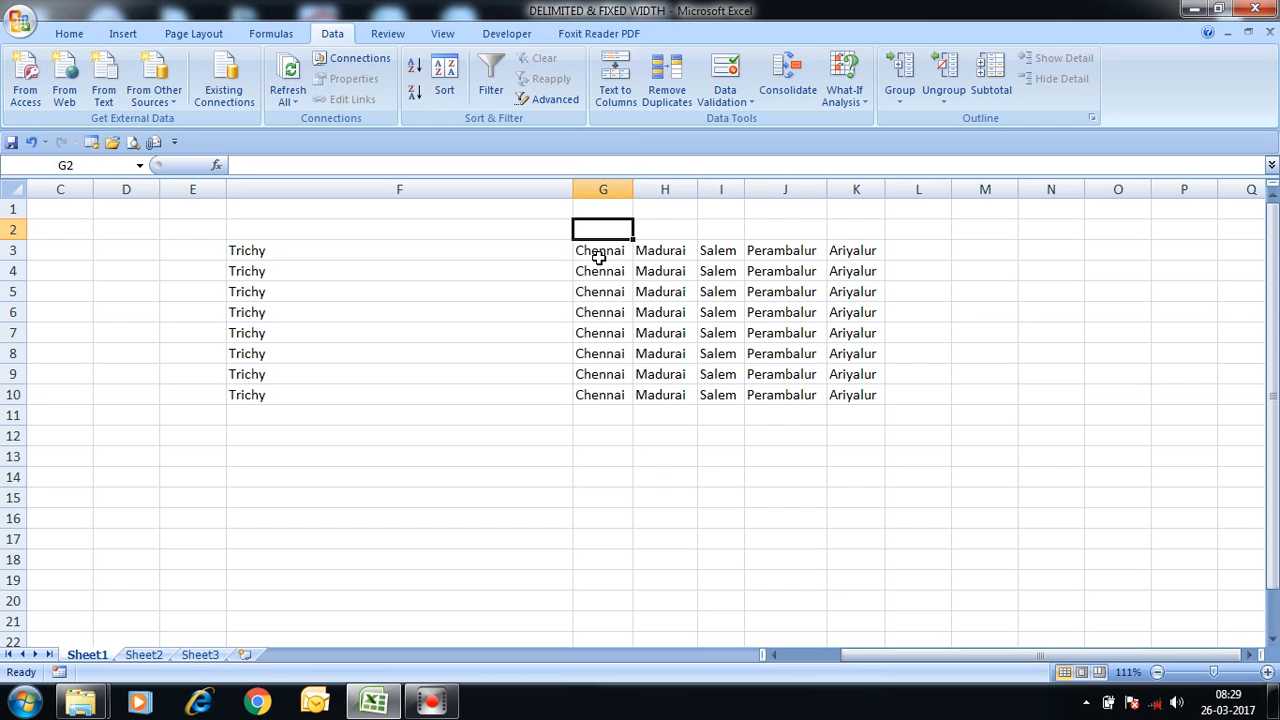 DELIMITED & FIXED WIDTH - Microsoft Excel
Home Insert Page Layout Formulas Data Review View Developer Foxit Reader PDF
From Access
From Web
From Text
From Other Sources
Existing Connections
Get External Data
Refresh All
Connections
Properties
Edit Links
Connections
Sort
Filter
Clear
Reapply
Advanced
Sort & Filter
Text to Columns
Remove Duplicates
Data Validation
Consolidate
What-If Analysis
Data Tools
Group
Ungroup
Subtotal
Show Detail
Hide Detail
Outline
G2 fx
C D E F G H I J K L M N O P Q
1
2
3 Trichy Chennai Madurai Salem Perambalur Ariyalur
4 Trichy Chennai Madurai Salem Perambalur Ariyalur
5 Trichy Chennai Madurai Salem Perambalur Ariyalur
6 Trichy Chennai Madurai Salem Perambalur Ariyalur
7 Trichy Chennai Madurai Salem Perambalur Ariyalur
8 Trichy Chennai Madurai Salem Perambalur Ariyalur
9 Trichy Chennai Madurai Salem Perambalur Ariyalur
10 Trichy Chennai Madurai Salem Perambalur Ariyalur
11
12
13
14
15
16
17
18
19
20
21
22
Sheet1 Sheet2 Sheet3
Ready 111%
08:29
26-03-2017